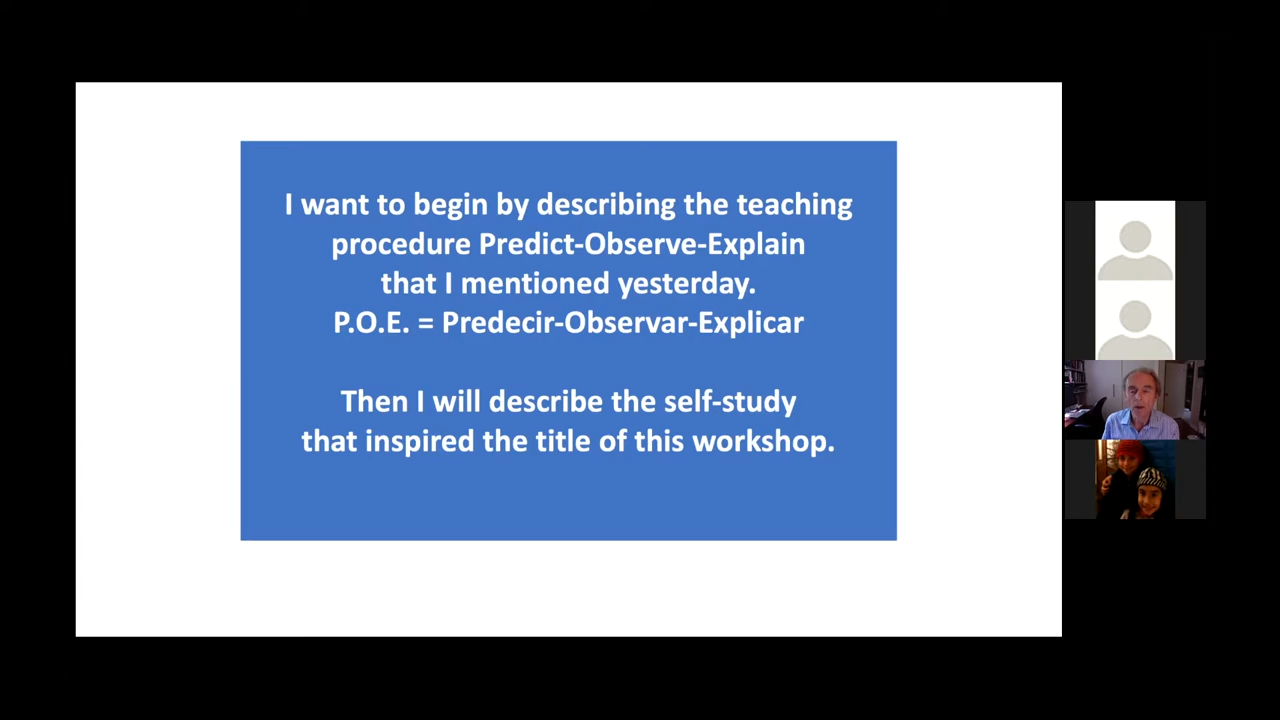 I want to begin by describing the teaching
procedure Predict-Observe-Explain
that I mentioned yesterday.
P.O.E. = Predecir-Observar-Explicar
Then I will describe the self-study
that inspired the title of this workshop.